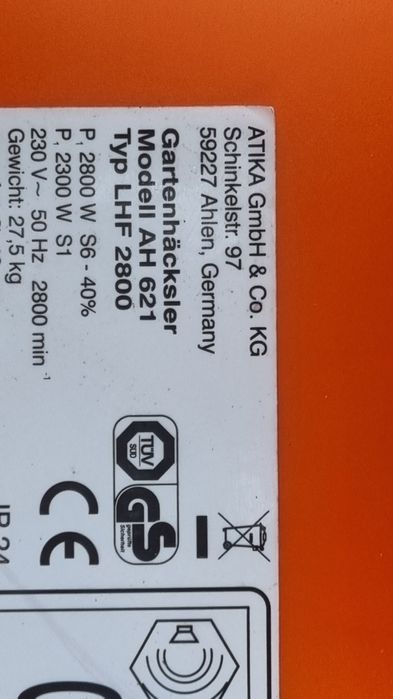 ATIKA GmbH & Co. KG
Schinkelstr. 97
59227 Ahlen, Germany
Gartenhäcksler
Modell AH 621
Typ LHF 2800
P₁ 2800 W S6 - 40%
P₁ 2300 W S1
230 V~ 50 Hz 2800 min⁻¹
Gewicht: 27,5 kg
TÜV
SÜD
GS
geprüfte
Sicherheit
CE
IP 24